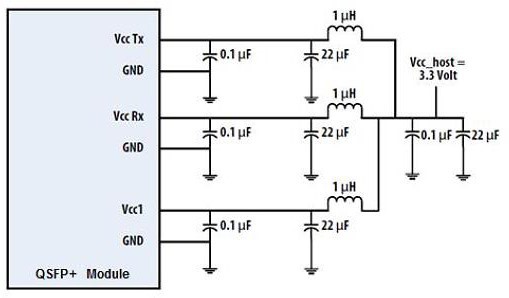 1 µH
Vcc Tx
0.1 µF
22 µF
GND
Vcc_host =
3.3 Volt
1 µH
Vcc Rx
0.1 µF
22 µF
0.1 µF
22 µF
GND
1 µH
Vcc1
0.1 µF
22 µF
GND
QSFP+ Module